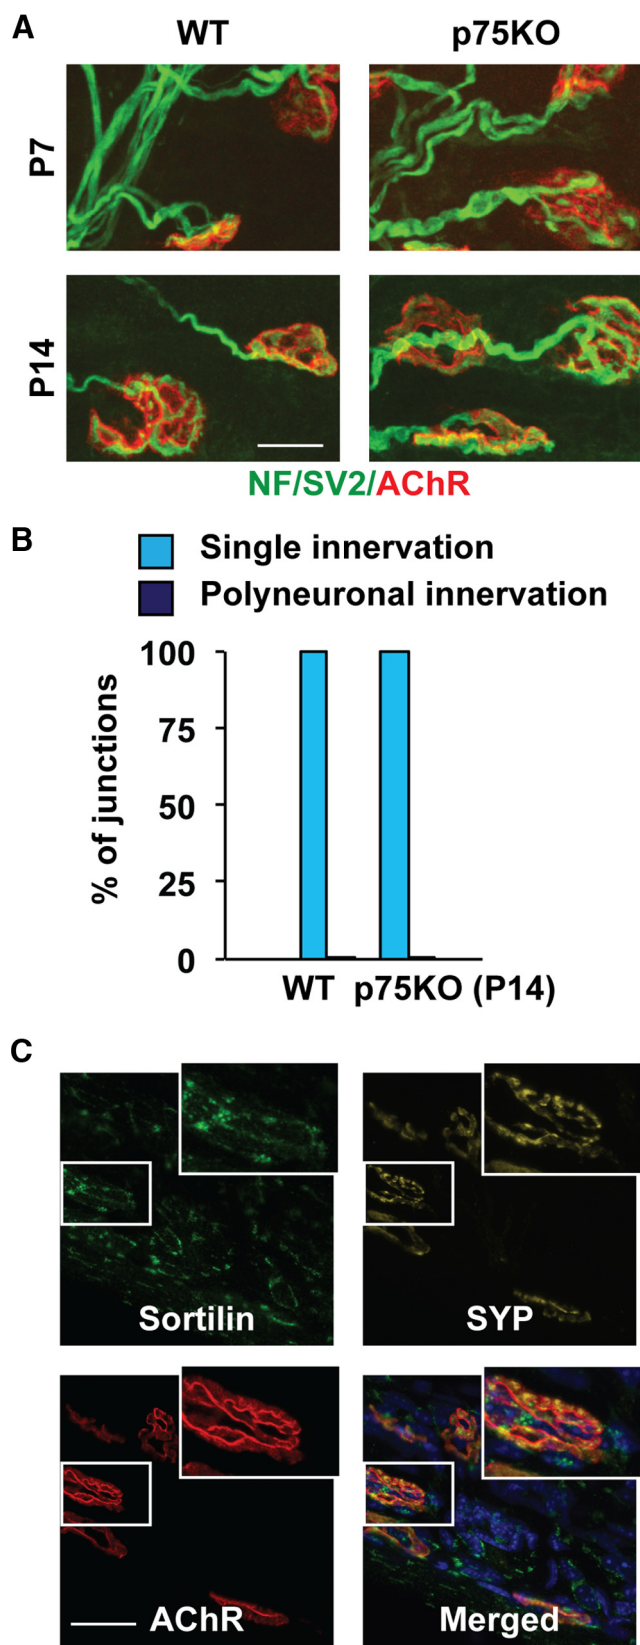 A
WT
p75KO
P7
P14
NF/SV2/AChR
B
Single innervation
Polyneuronal innervation
% of junctions
100
75
50
25
0
WT
p75KO (P14)
C
Sortilin
SYP
AChR
Merged